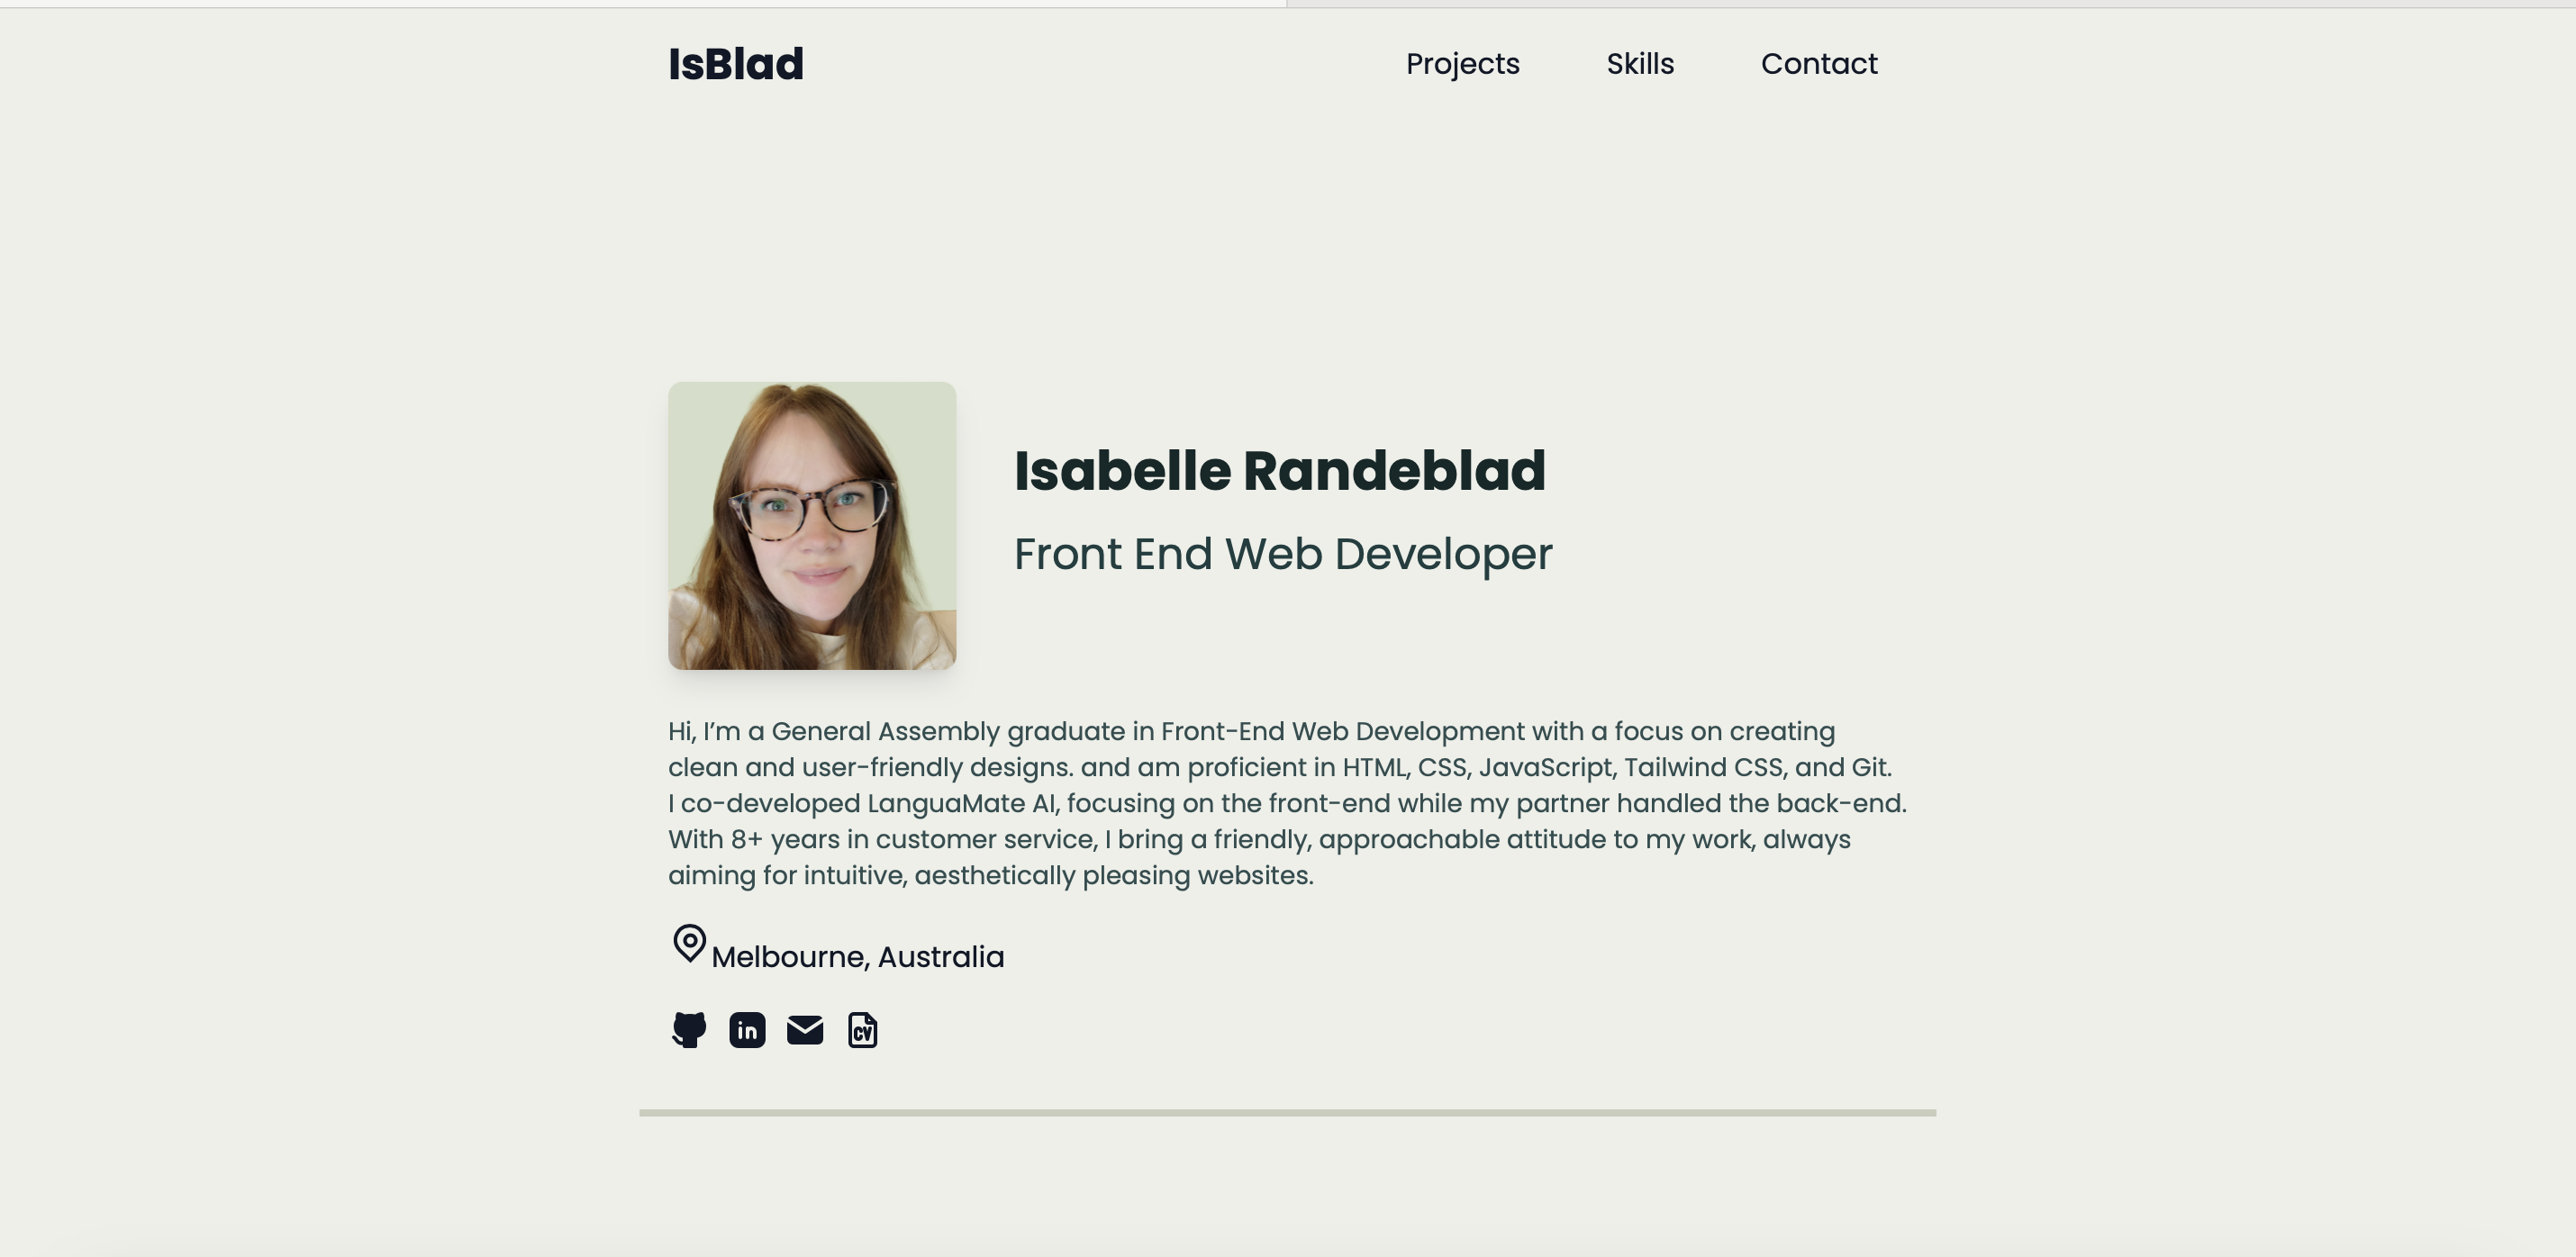 IsBlad
Projects Skills Contact
Isabelle Randeblad
Front End Web Developer
Hi, I’m a General Assembly graduate in Front-End Web Development with a focus on creating
clean and user-friendly designs. and am proficient in HTML, CSS, JavaScript, Tailwind CSS, and Git.
I co-developed LanguaMate AI, focusing on the front-end while my partner handled the back-end.
With 8+ years in customer service, I bring a friendly, approachable attitude to my work, always
aiming for intuitive, aesthetically pleasing websites.
Melbourne, Australia
in CV